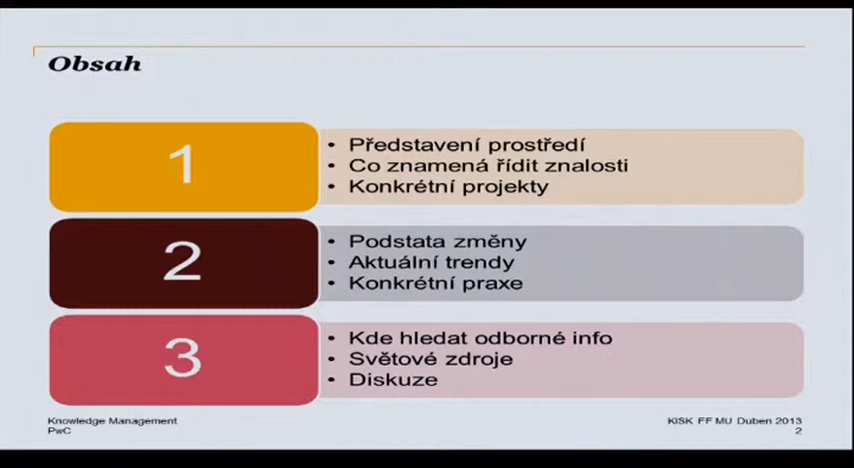 Obsah
1
• Představení prostředí
• Co znamená řídit znalosti
• Konkrétní projekty
2
• Podstata změny
• Aktuální trendy
• Konkrétní praxe
3
• Kde hledat odborné info
• Světové zdroje
• Diskuze
Knowledge Management
PwC
KISK FF MU Duben 2013
2